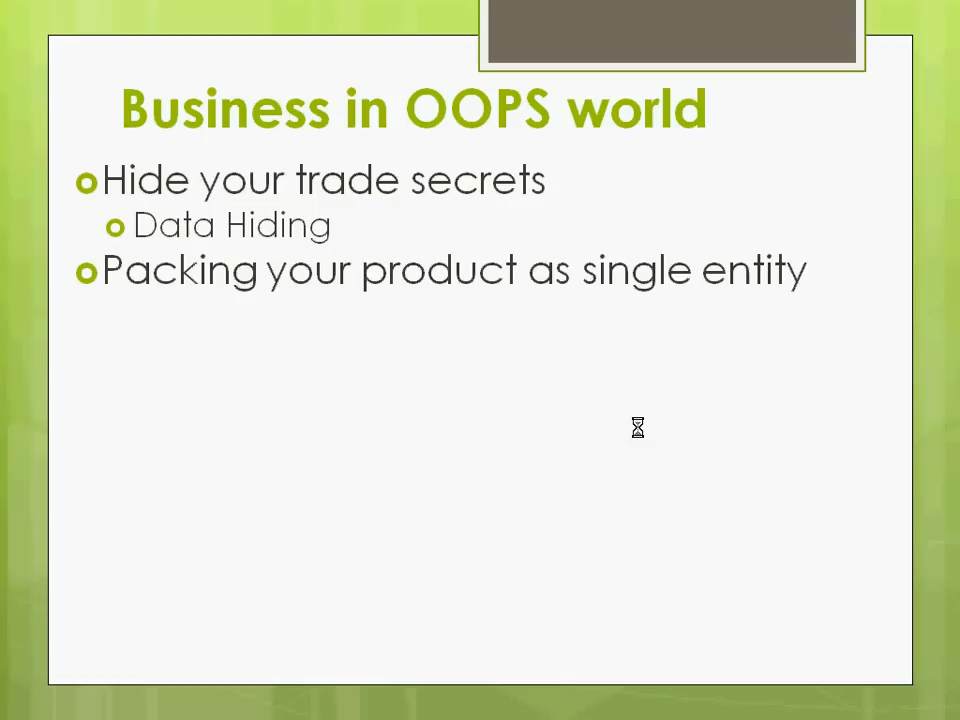 Business in OOPS world
Hide your trade secrets
Data Hiding
Packing your product as single entity